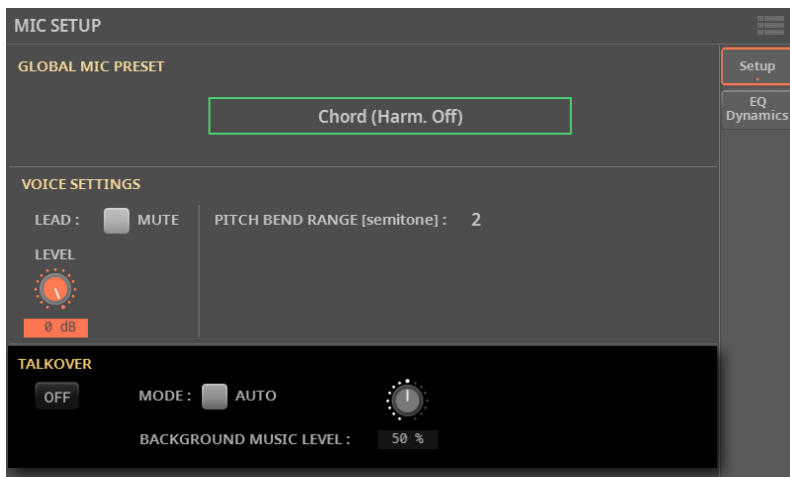 MIC SETUP
GLOBAL MIC PRESET
Setup
Chord (Harm. Off)
EQ
Dynamics
VOICE SETTINGS
LEAD : MUTE PITCH BEND RANGE [semitone] : 2
LEVEL
0 dB
TALKOVER
OFF MODE : AUTO
BACKGROUND MUSIC LEVEL : 50 %